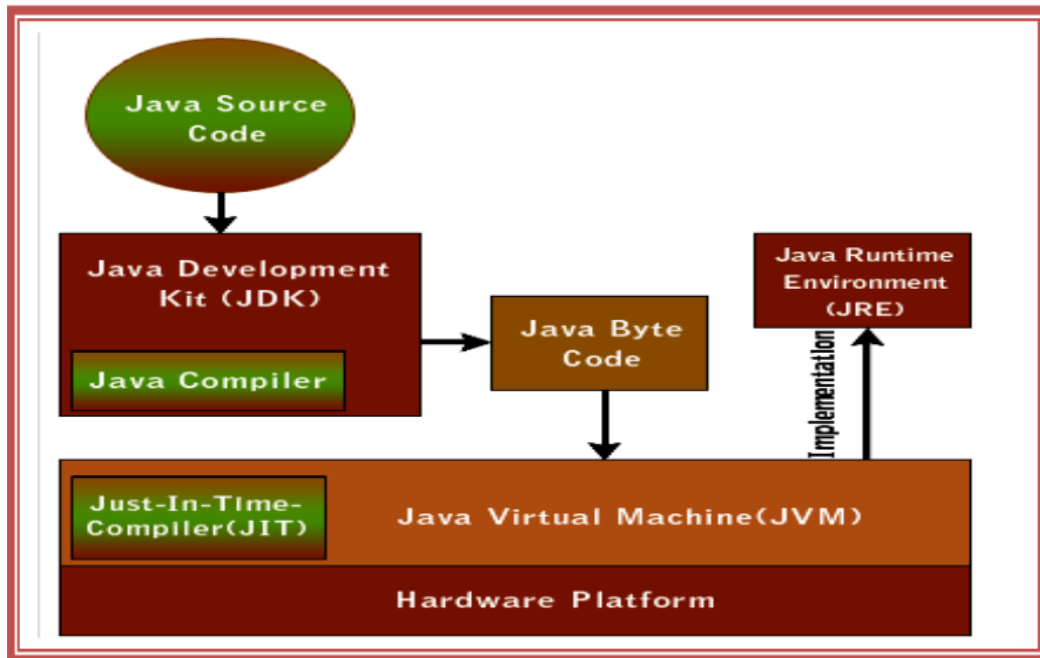 Java Source
Code
Java Development
Kit (JDK)
Java Compiler
Java Byte
Code
Java Runtime
Environment
(JRE)
Implementation
Just-In-Time-
Compiler(JIT)
Java Virtual Machine(JVM)
Hardware Platform